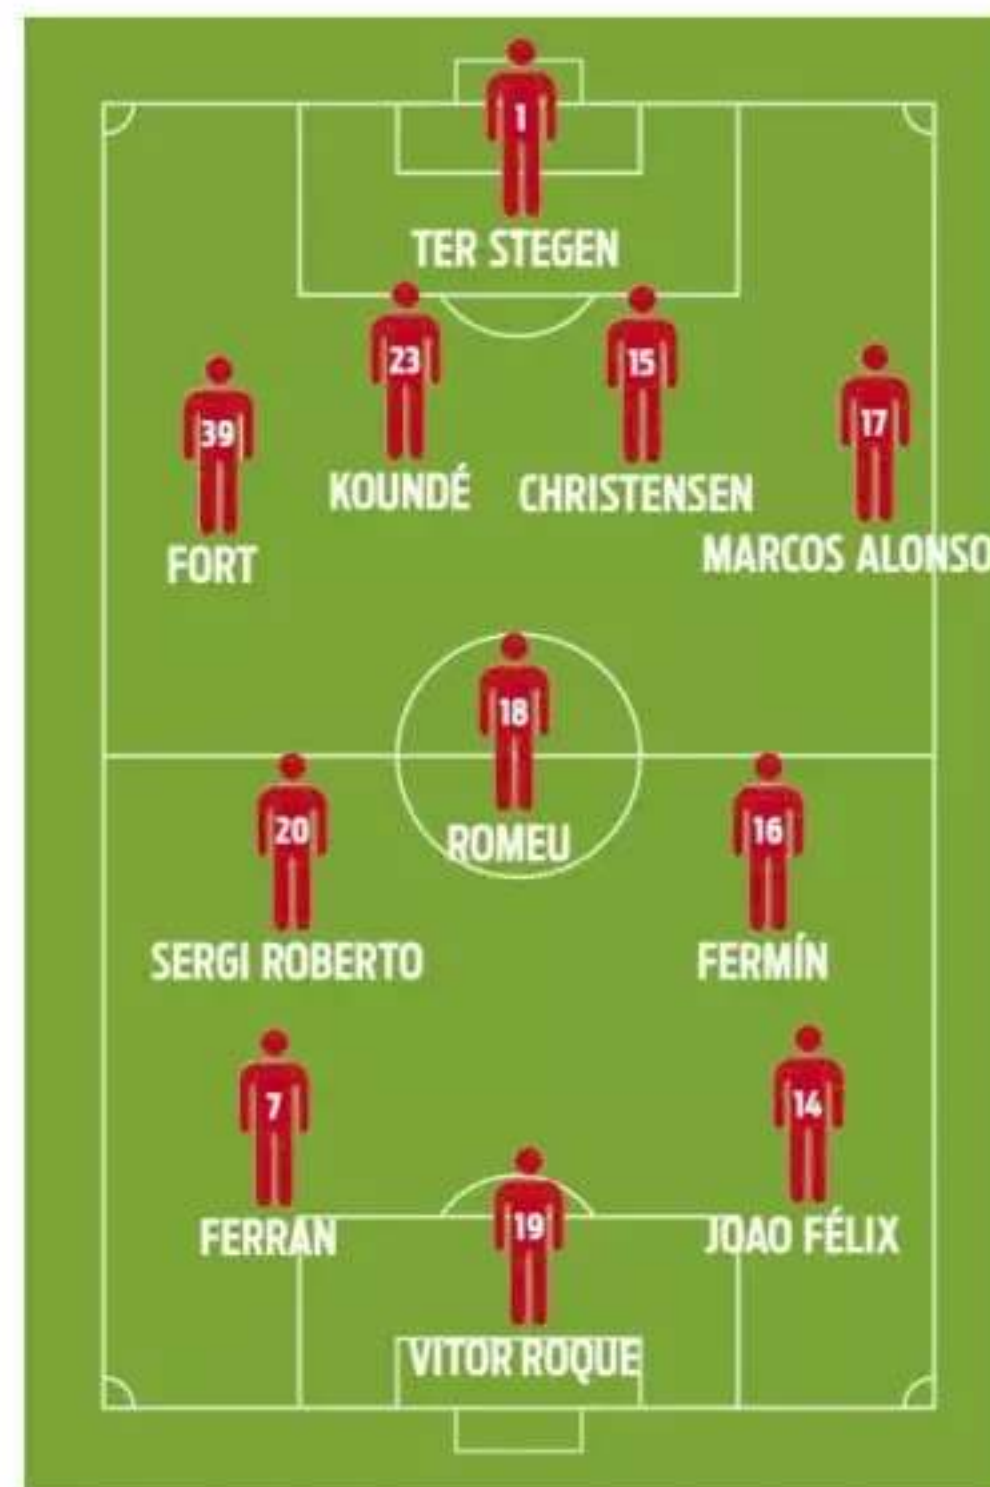 1
TER STEGEN
23
15
KOUNDÉ
CHRISTENSEN
39
17
FORT
MARCOS ALONSO
18
ROMEU
20
16
SERGI ROBERTO
FERMÍN
7
14
FERRAN
JOAO FÉLIX
19
VITOR ROQUE